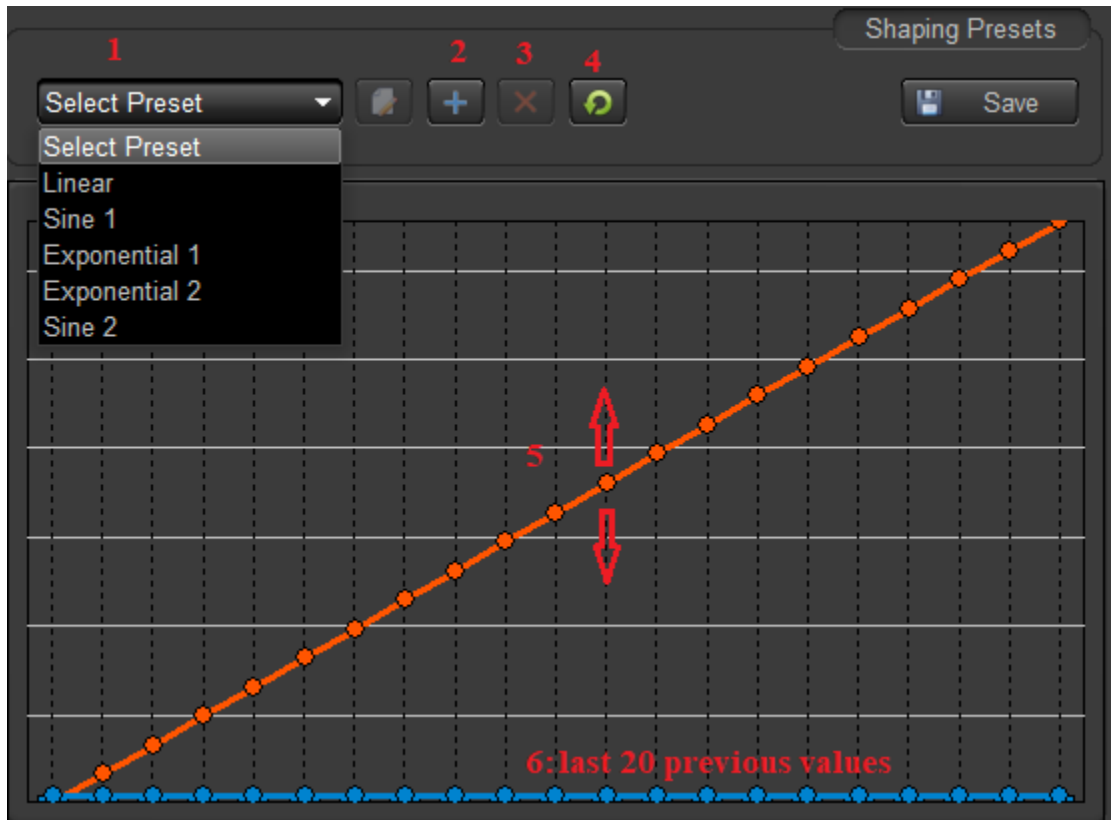 Shaping Presets
1
2
3
4
Select Preset
Save
Select Preset
Linear
Sine 1
Exponential 1
Exponential 2
Sine 2
5
6: last 20 previous values